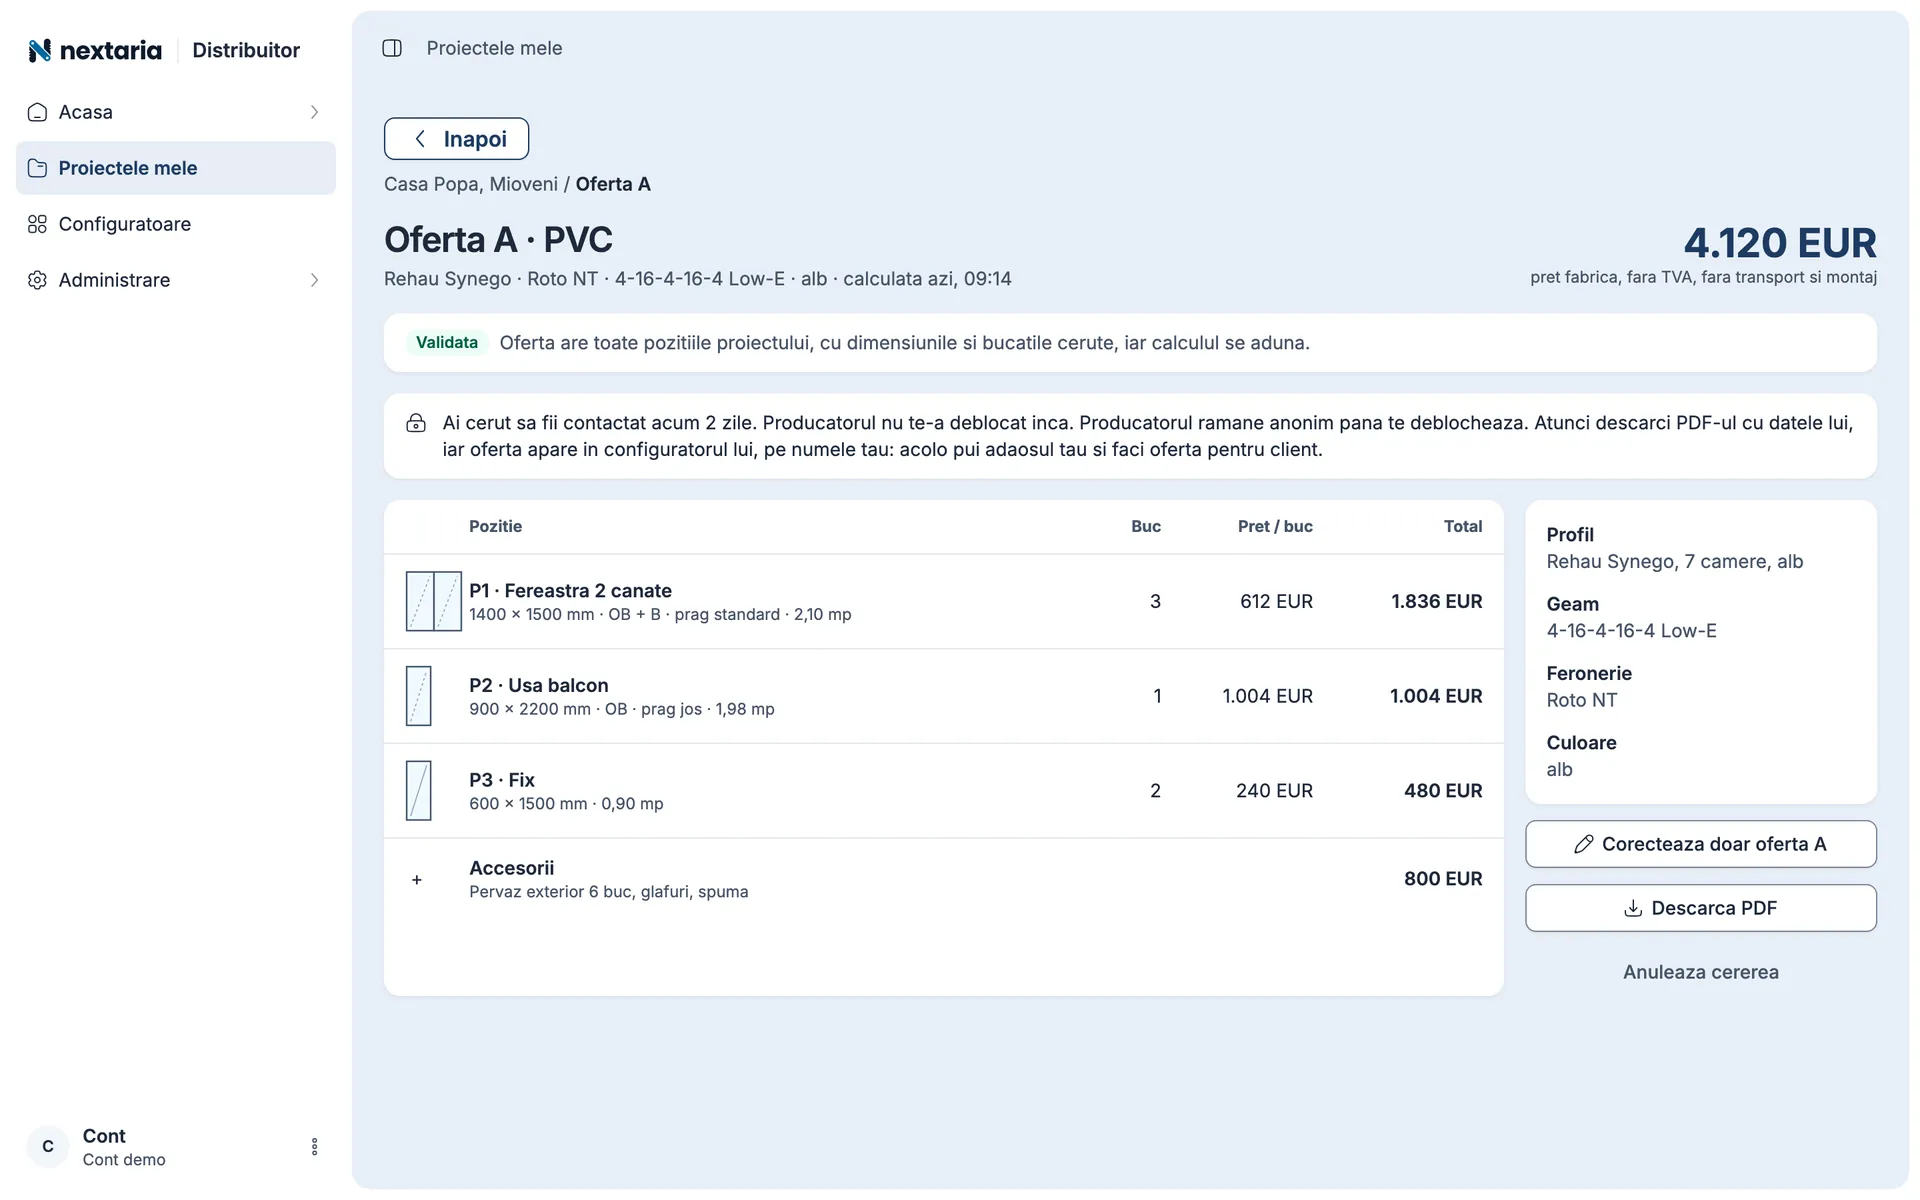 nextaria
Distribuitor
Acasa
Proiectele mele
Configuratoare
Administrare
Cont
C
Cont demo
Proiectele mele
Inapoi
Casa Popa, Mioveni / Oferta A
Oferta A · PVC
4.120 EUR
Rehau Synego · Roto NT · 4-16-4-16-4 Low-E · alb · calculata azi, 09:14
pret fabrica, fara TVA, fara transport si montaj
Validata Oferta are toate pozitiile proiectului, cu dimensiunile si bucatile cerute, iar calculul se aduna.
Ai cerut sa fii contactat acum 2 zile. Producatorul nu te-a deblocat inca. Producatorul ramane anonim pana te deblocheaza. Atunci descarci PDF-ul cu datele lui,
iar oferta apare in configuratorul lui, pe numele tau: acolo pui adaosul tau si faci oferta pentru client.
Pozitie Buc Pret / buc Total
P1 · Fereastra 2 canate
1400 × 1500 mm · OB + B · prag standard · 2,10 mp
3 612 EUR 1.836 EUR
P2 · Usa balcon
900 × 2200 mm · OB · prag jos · 1,98 mp
1 1.004 EUR 1.004 EUR
P3 · Fix
600 × 1500 mm · 0,90 mp
2 240 EUR 480 EUR
+ Accesorii
Pervaz exterior 6 buc, glafuri, spuma
800 EUR
Profil
Rehau Synego, 7 camere, alb
Geam
4-16-4-16-4 Low-E
Feronerie
Roto NT
Culoare
alb
Corecteaza doar oferta A
Descarca PDF
Anuleaza cererea